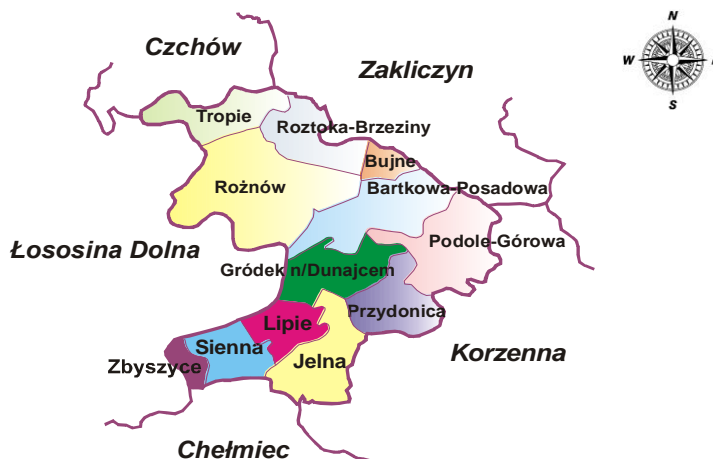 Czchów
N
Zakliczyn
W
S
Tropie
Roztoka-Brzeziny
Bujne
Rożnów
Bartkowa-Posadowa
Łososina Dolna
Podole-Górowa
Gródek n/Dunajcem
Przydonica
Lipie
Sienna
Korzenna
Zbyszyce
Jelna
Chełmiec